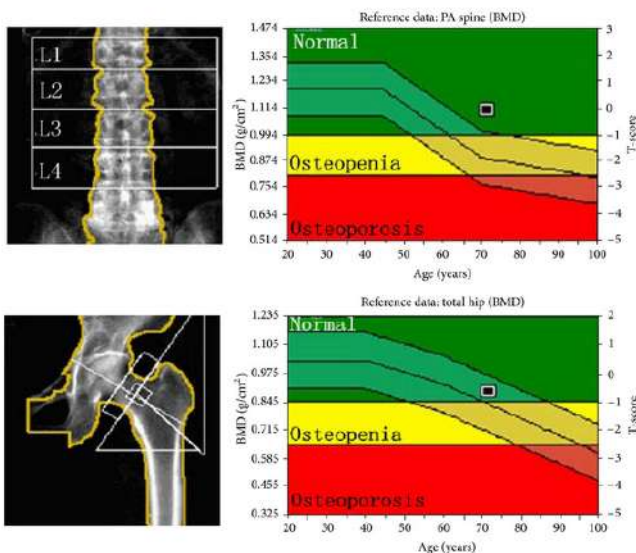 L1
L2
L3
L4
Reference data: PA spine (BMD)
BMD (g/cm²)
1.474
1.354
1.234
1.114
0.994
0.874
0.754
0.634
0.514
Normal
Osteopenia
Osteoporosis
3
2
1
0
−1
−2
−3
−4
−5
T-score
20 30 40 50 60 70 80 90 100
Age (years)
Reference data: total hip (BMD)
BMD (g/cm²)
1.235
1.105
0.975
0.845
0.715
0.585
0.455
0.325
Normal
Osteopenia
Osteoporosis
2
1
0
−1
−2
−3
−4
−5
T-score
20 30 40 50 60 70 80 90 100
Age (years)